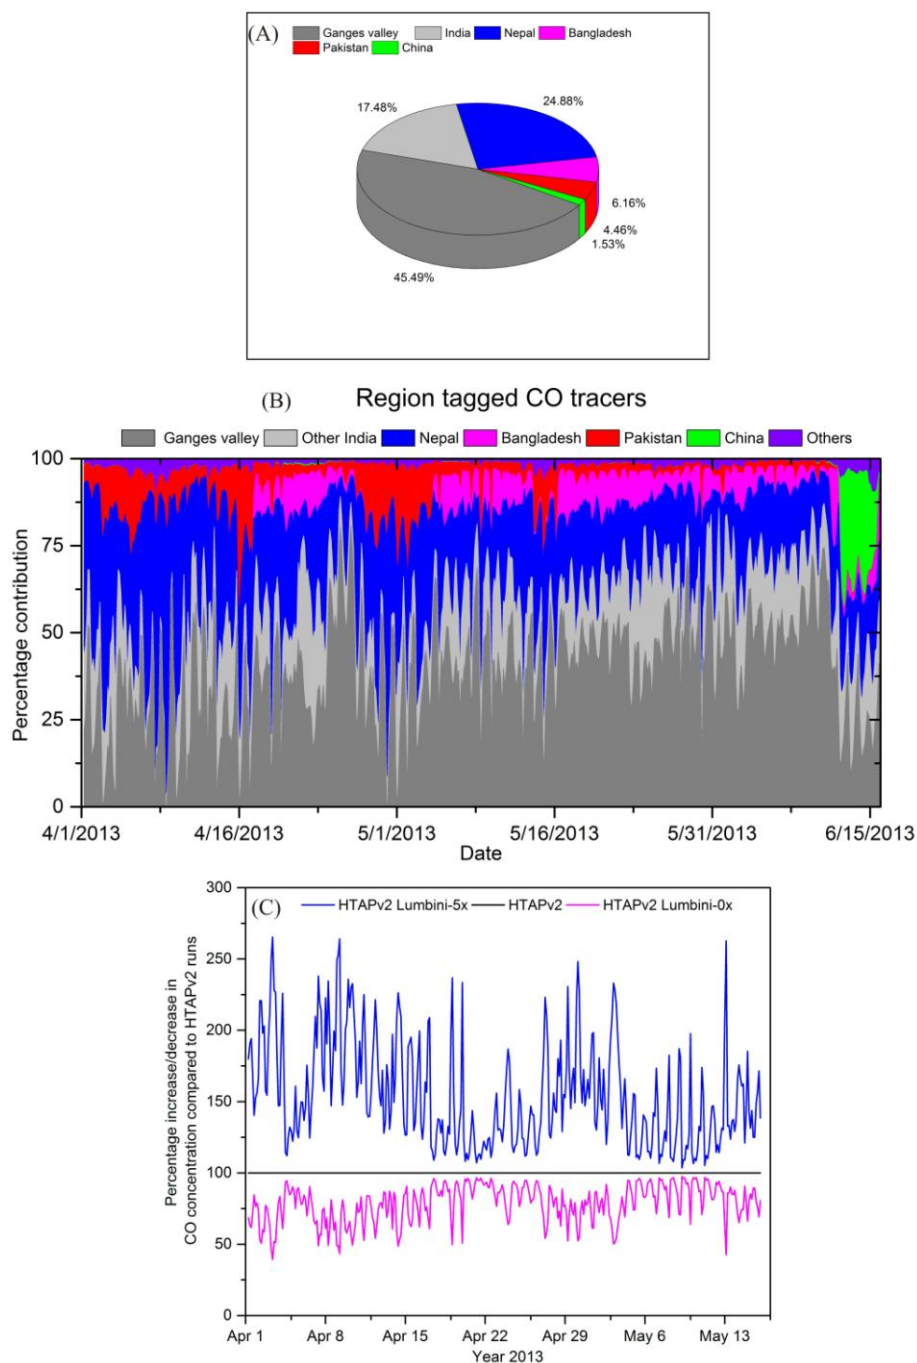 (A)
Ganges valley India Nepal Bangladesh
Pakistan China
17.48%
24.88%
6.16%
4.46%
1.53%
45.49%
(B) Region tagged CO tracers
Ganges valley Other India Nepal Bangladesh Pakistan China Others
Percentage contribution
100
75
50
25
0
4/1/2013 4/16/2013 5/1/2013 5/16/2013 5/31/2013 6/15/2013
Date
(C) HTAPv2 Lumbini-5x HTAPv2 HTAPv2 Lumbini-0x
Percentage increase/decrease in
CO concentration compared to HTAPv2 runs
300
250
200
150
100
50
0
Apr 1 Apr 8 Apr 15 Apr 22 Apr 29 May 6 May 13
Year 2013